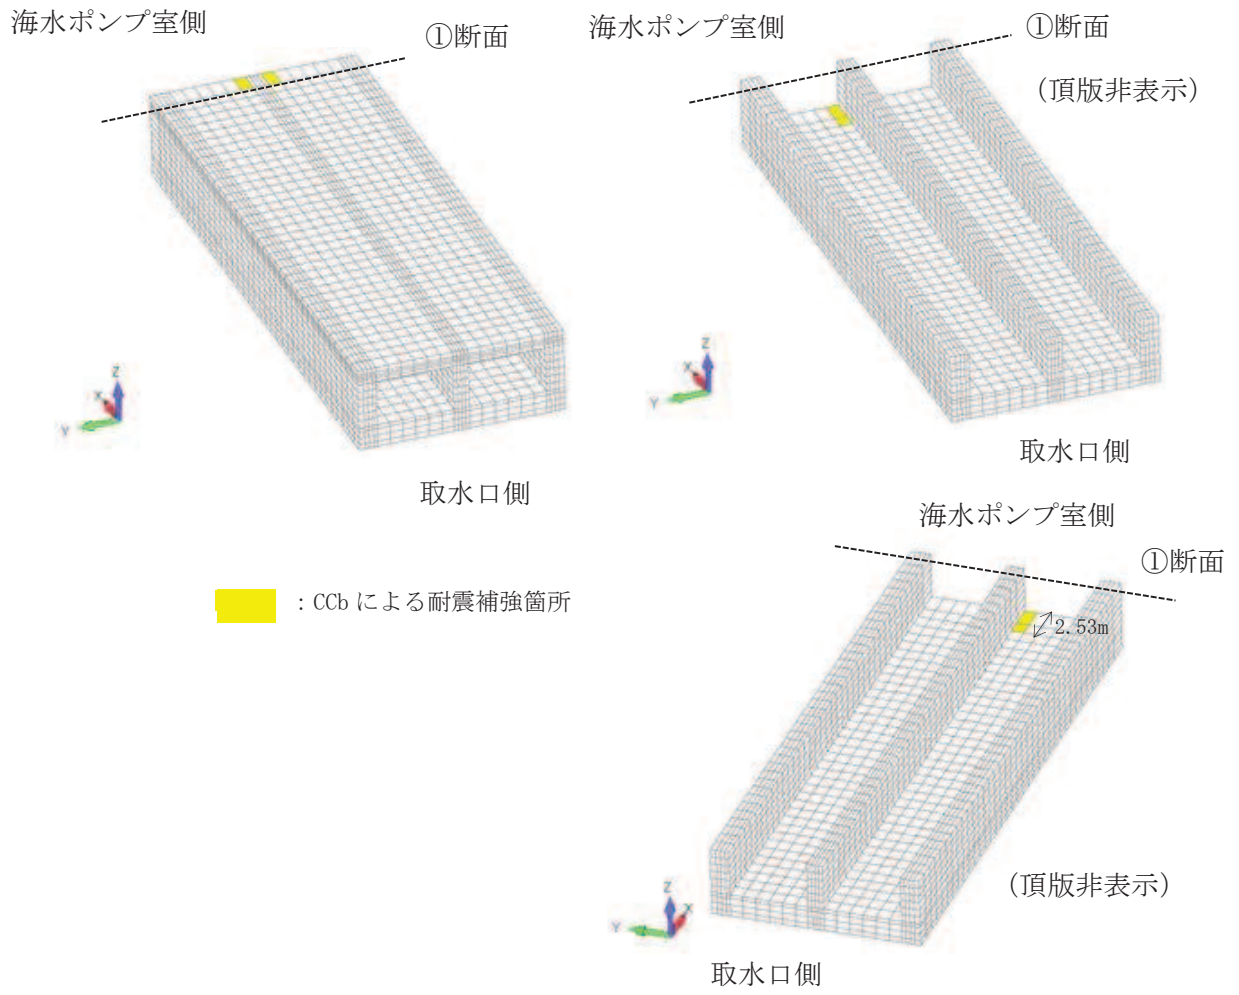 海水ポンプ室側
①断面
Z
X
Y
取水口側
海水ポンプ室側
①断面
(頂版非表示)
Z
X
Y
取水口側
:CCbによる耐震補強箇所
海水ポンプ室側
①断面
2.53m
(頂版非表示)
Z
X
Y
取水口側